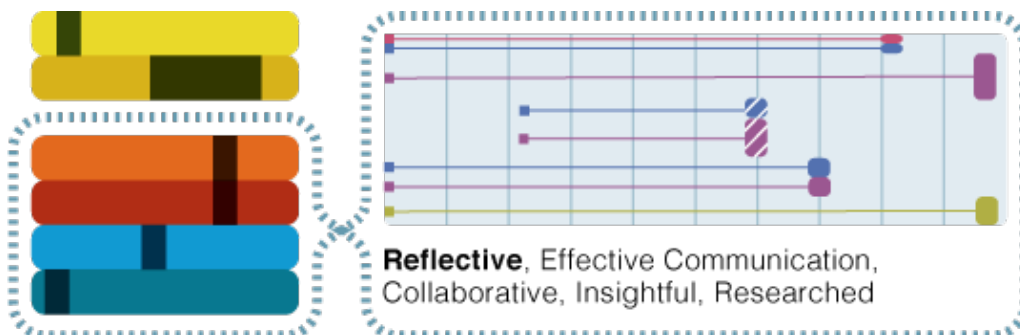 Reflective, Effective Communication,
Collaborative, Insightful, Researched